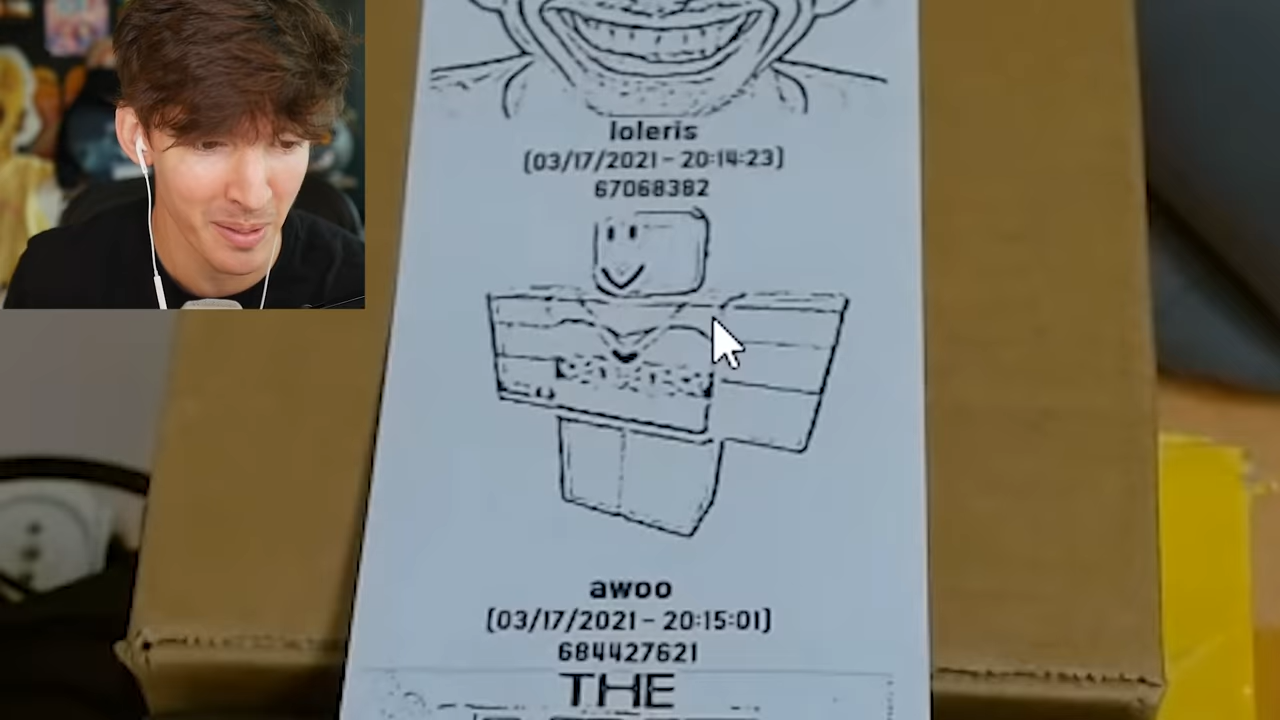 loleris
(03/17/2021 - 20:14:23)
67068382
awoo
(03/17/2021 - 20:15:01)
684427621
THE